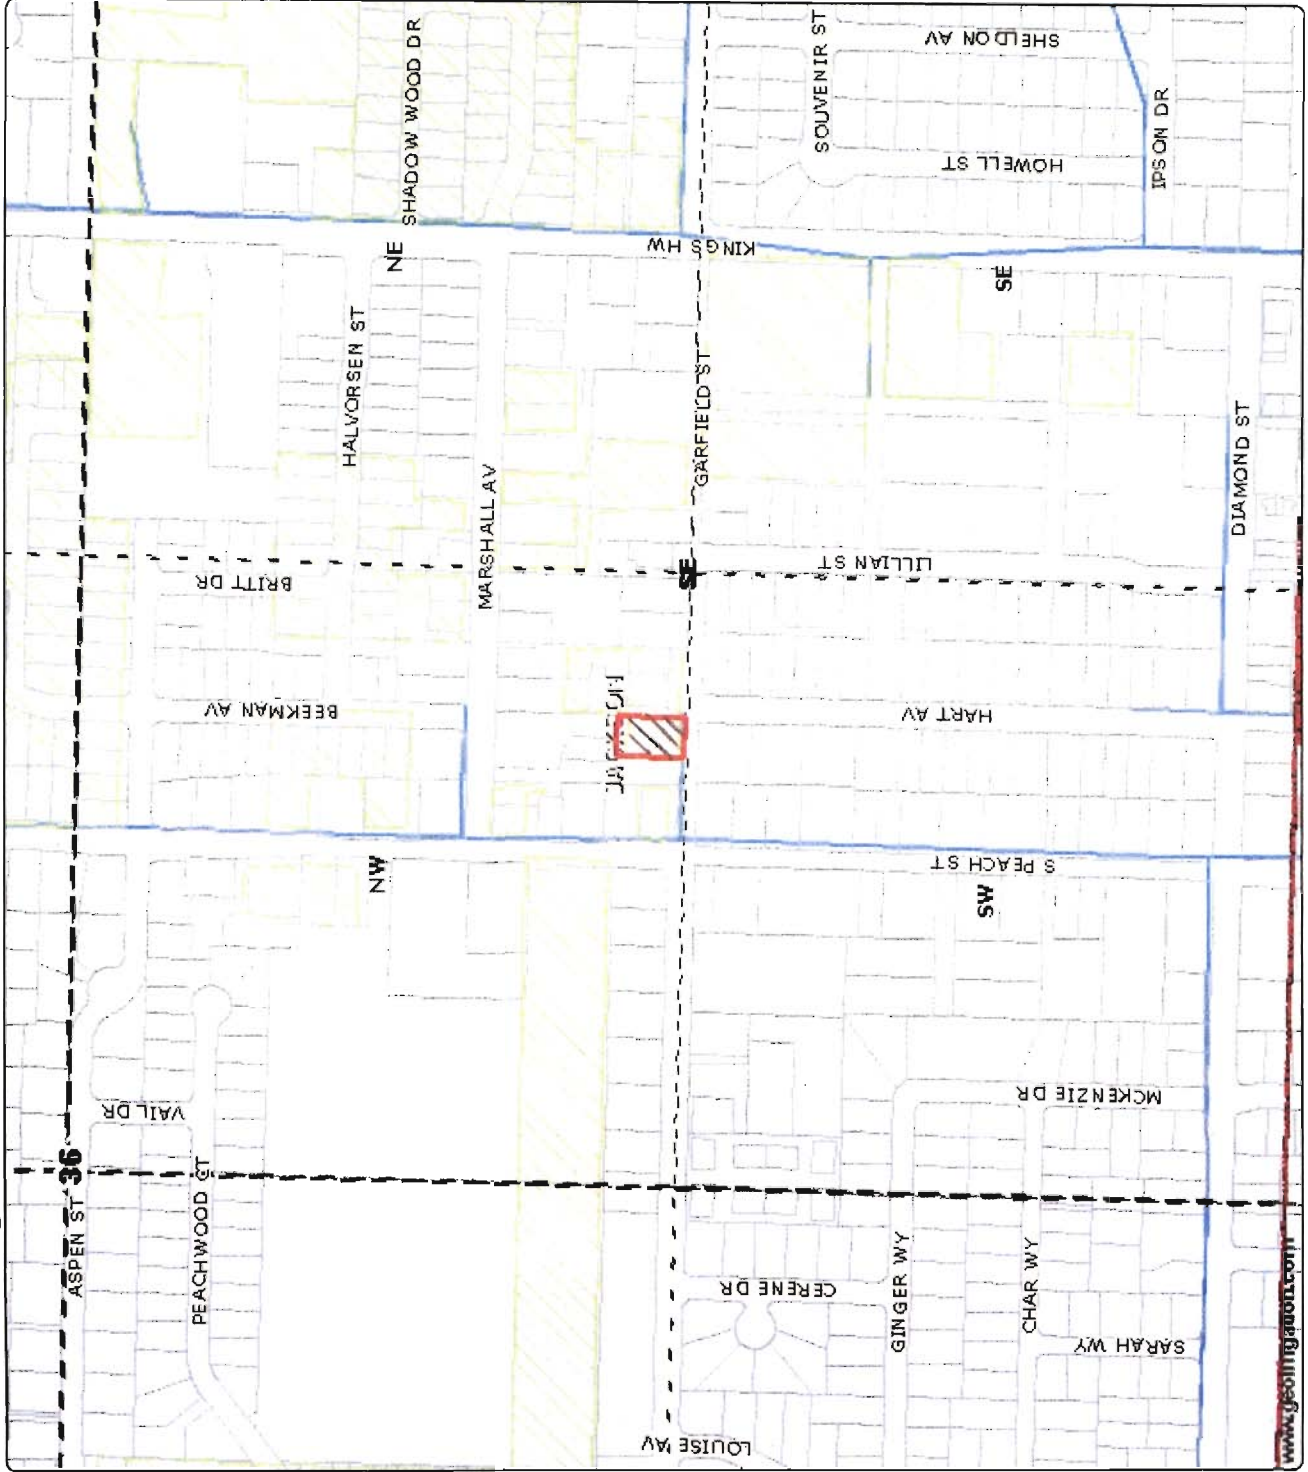 SHADOW WOOD DR
SOUVENIR ST
SHELDON AV
HOWELL ST
IPSON DR
NE
KINGS HW
SE
HALVORSEN ST
GARFIELD ST
DIAMOND ST
MARSHALL AV
BRITT DR
SE
LILLIAN ST
BEEKMAN AV
HART AV
NW
S PEACH ST
SW
VAIL DR
MCKENZIE DR
36
ASPEN ST
PEACHWOOD CT
CERENE DR
GINGER WY
CHAR WY
SARAH WY
LOUISE AV